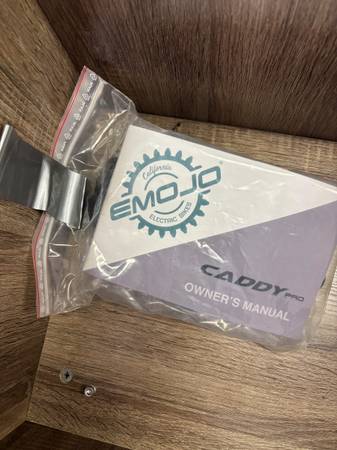 California
EMOJO
ELECTRIC BIKES
CADDY PRO
OWNER'S MANUAL